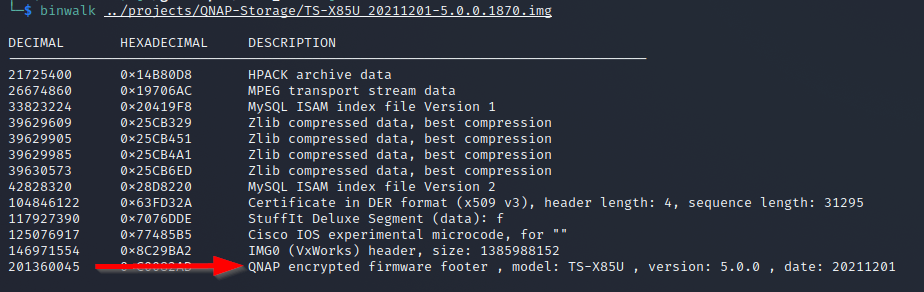 └─$ binwalk ../projects/QNAP-Storage/TS-X85U_20211201-5.0.0.1870.img
DECIMAL HEXADECIMAL DESCRIPTION
--------------------------------------------------------------------------------
21725400 0×14B80D8 HPACK archive data
26674860 0×19706AC MPEG transport stream data
33823224 0×20419F8 MySQL ISAM index file Version 1
39629609 0×25CB329 Zlib compressed data, best compression
39629905 0×25CB451 Zlib compressed data, best compression
39629985 0×25CB4A1 Zlib compressed data, best compression
39630573 0×25CB6ED Zlib compressed data, best compression
42828320 0×28D8220 MySQL ISAM index file Version 2
104846122 0×63FD32A Certificate in DER format (x509 v3), header length: 4, sequence length: 31295
117927390 0×7076DDE StuffIt Deluxe Segment (data): f
125076917 0×77485B5 Cisco IOS experimental microcode, for ""
146971554 0×8C29BA2 IMG0 (VxWorks) header, size: 1385988152
201360045 QNAP encrypted firmware footer , model: TS-X85U , version: 5.0.0 , date: 20211201